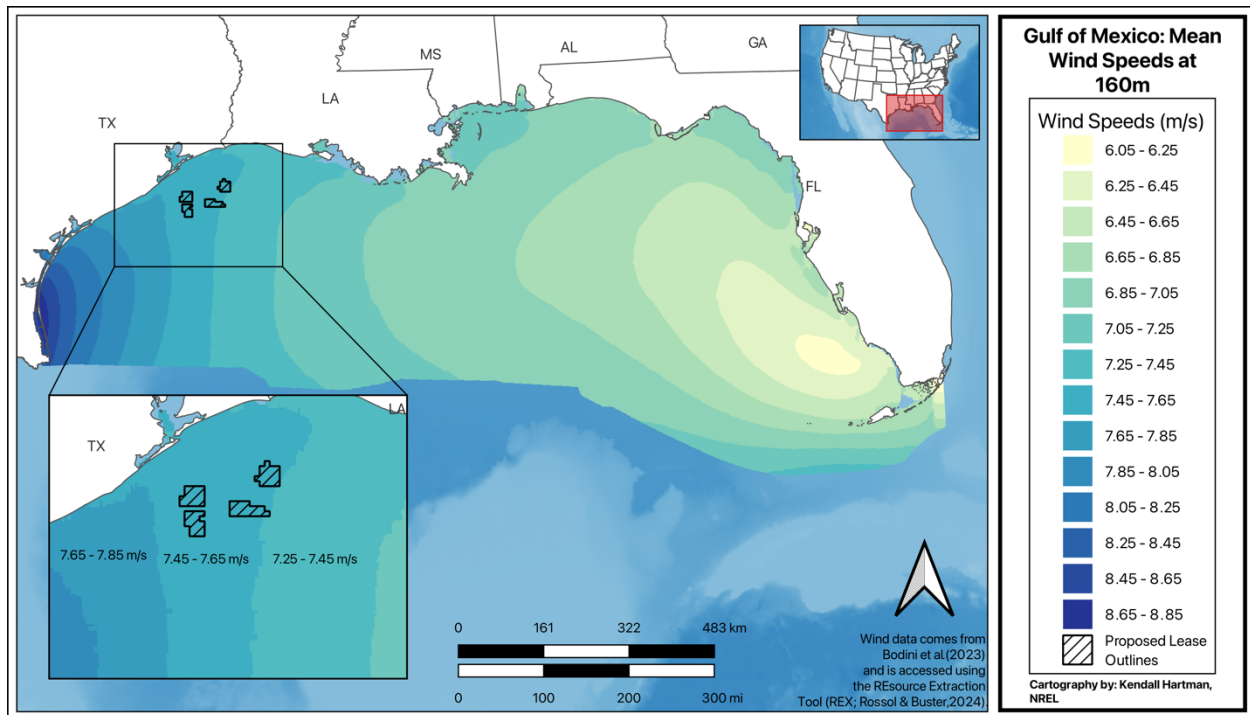 MS
AL
GA
LA
TX
FL
LA
TX
7.65 - 7.85 m/s
7.45 - 7.65 m/s
7.25 - 7.45 m/s
0
161
322
483 km
0
100
200
300 mi
Wind data comes from
Bodini et al.(2023)
and is accessed using
the REsource Extraction
Tool (REX; Rossol & Buster,2024).
Gulf of Mexico: Mean
Wind Speeds at
160m
Wind Speeds (m/s)
6.05 - 6.25
6.25 - 6.45
6.45 - 6.65
6.65 - 6.85
6.85 - 7.05
7.05 - 7.25
7.25 - 7.45
7.45 - 7.65
7.65 - 7.85
7.85 - 8.05
8.05 - 8.25
8.25 - 8.45
8.45 - 8.65
8.65 - 8.85
Proposed Lease
Outlines
Cartography by: Kendall Hartman,
NREL